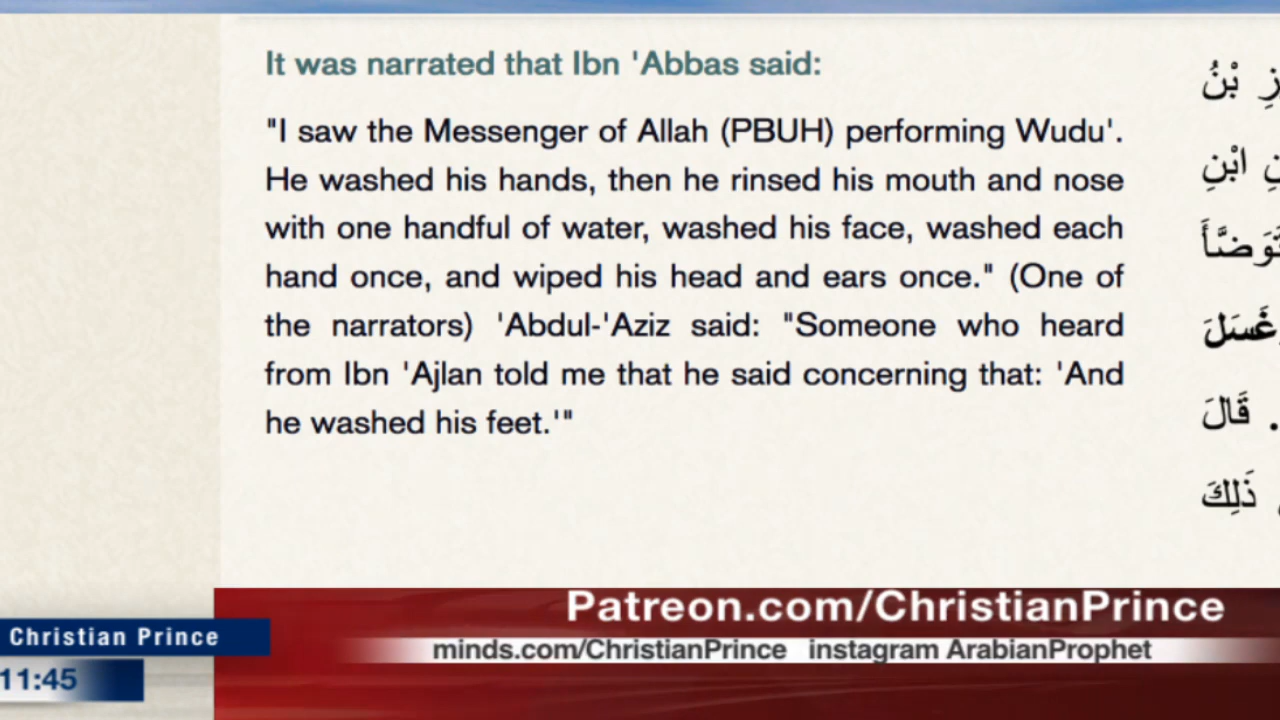 It was narrated that Ibn 'Abbas said:
"I saw the Messenger of Allah (PBUH) performing Wudu'.
He washed his hands, then he rinsed his mouth and nose
with one handful of water, washed his face, washed each
hand once, and wiped his head and ears once." (One of
the narrators) 'Abdul-'Aziz said: "Someone who heard
from Ibn 'Ajlan told me that he said concerning that: 'And
he washed his feet.'"
بْنُ
ابْنِ
غَسَلَ
. قَالَ
ذَلِكَ
Patreon.com/ChristianPrince
Christian Prince
minds.com/ChristianPrince instagram ArabianProphet
11:45